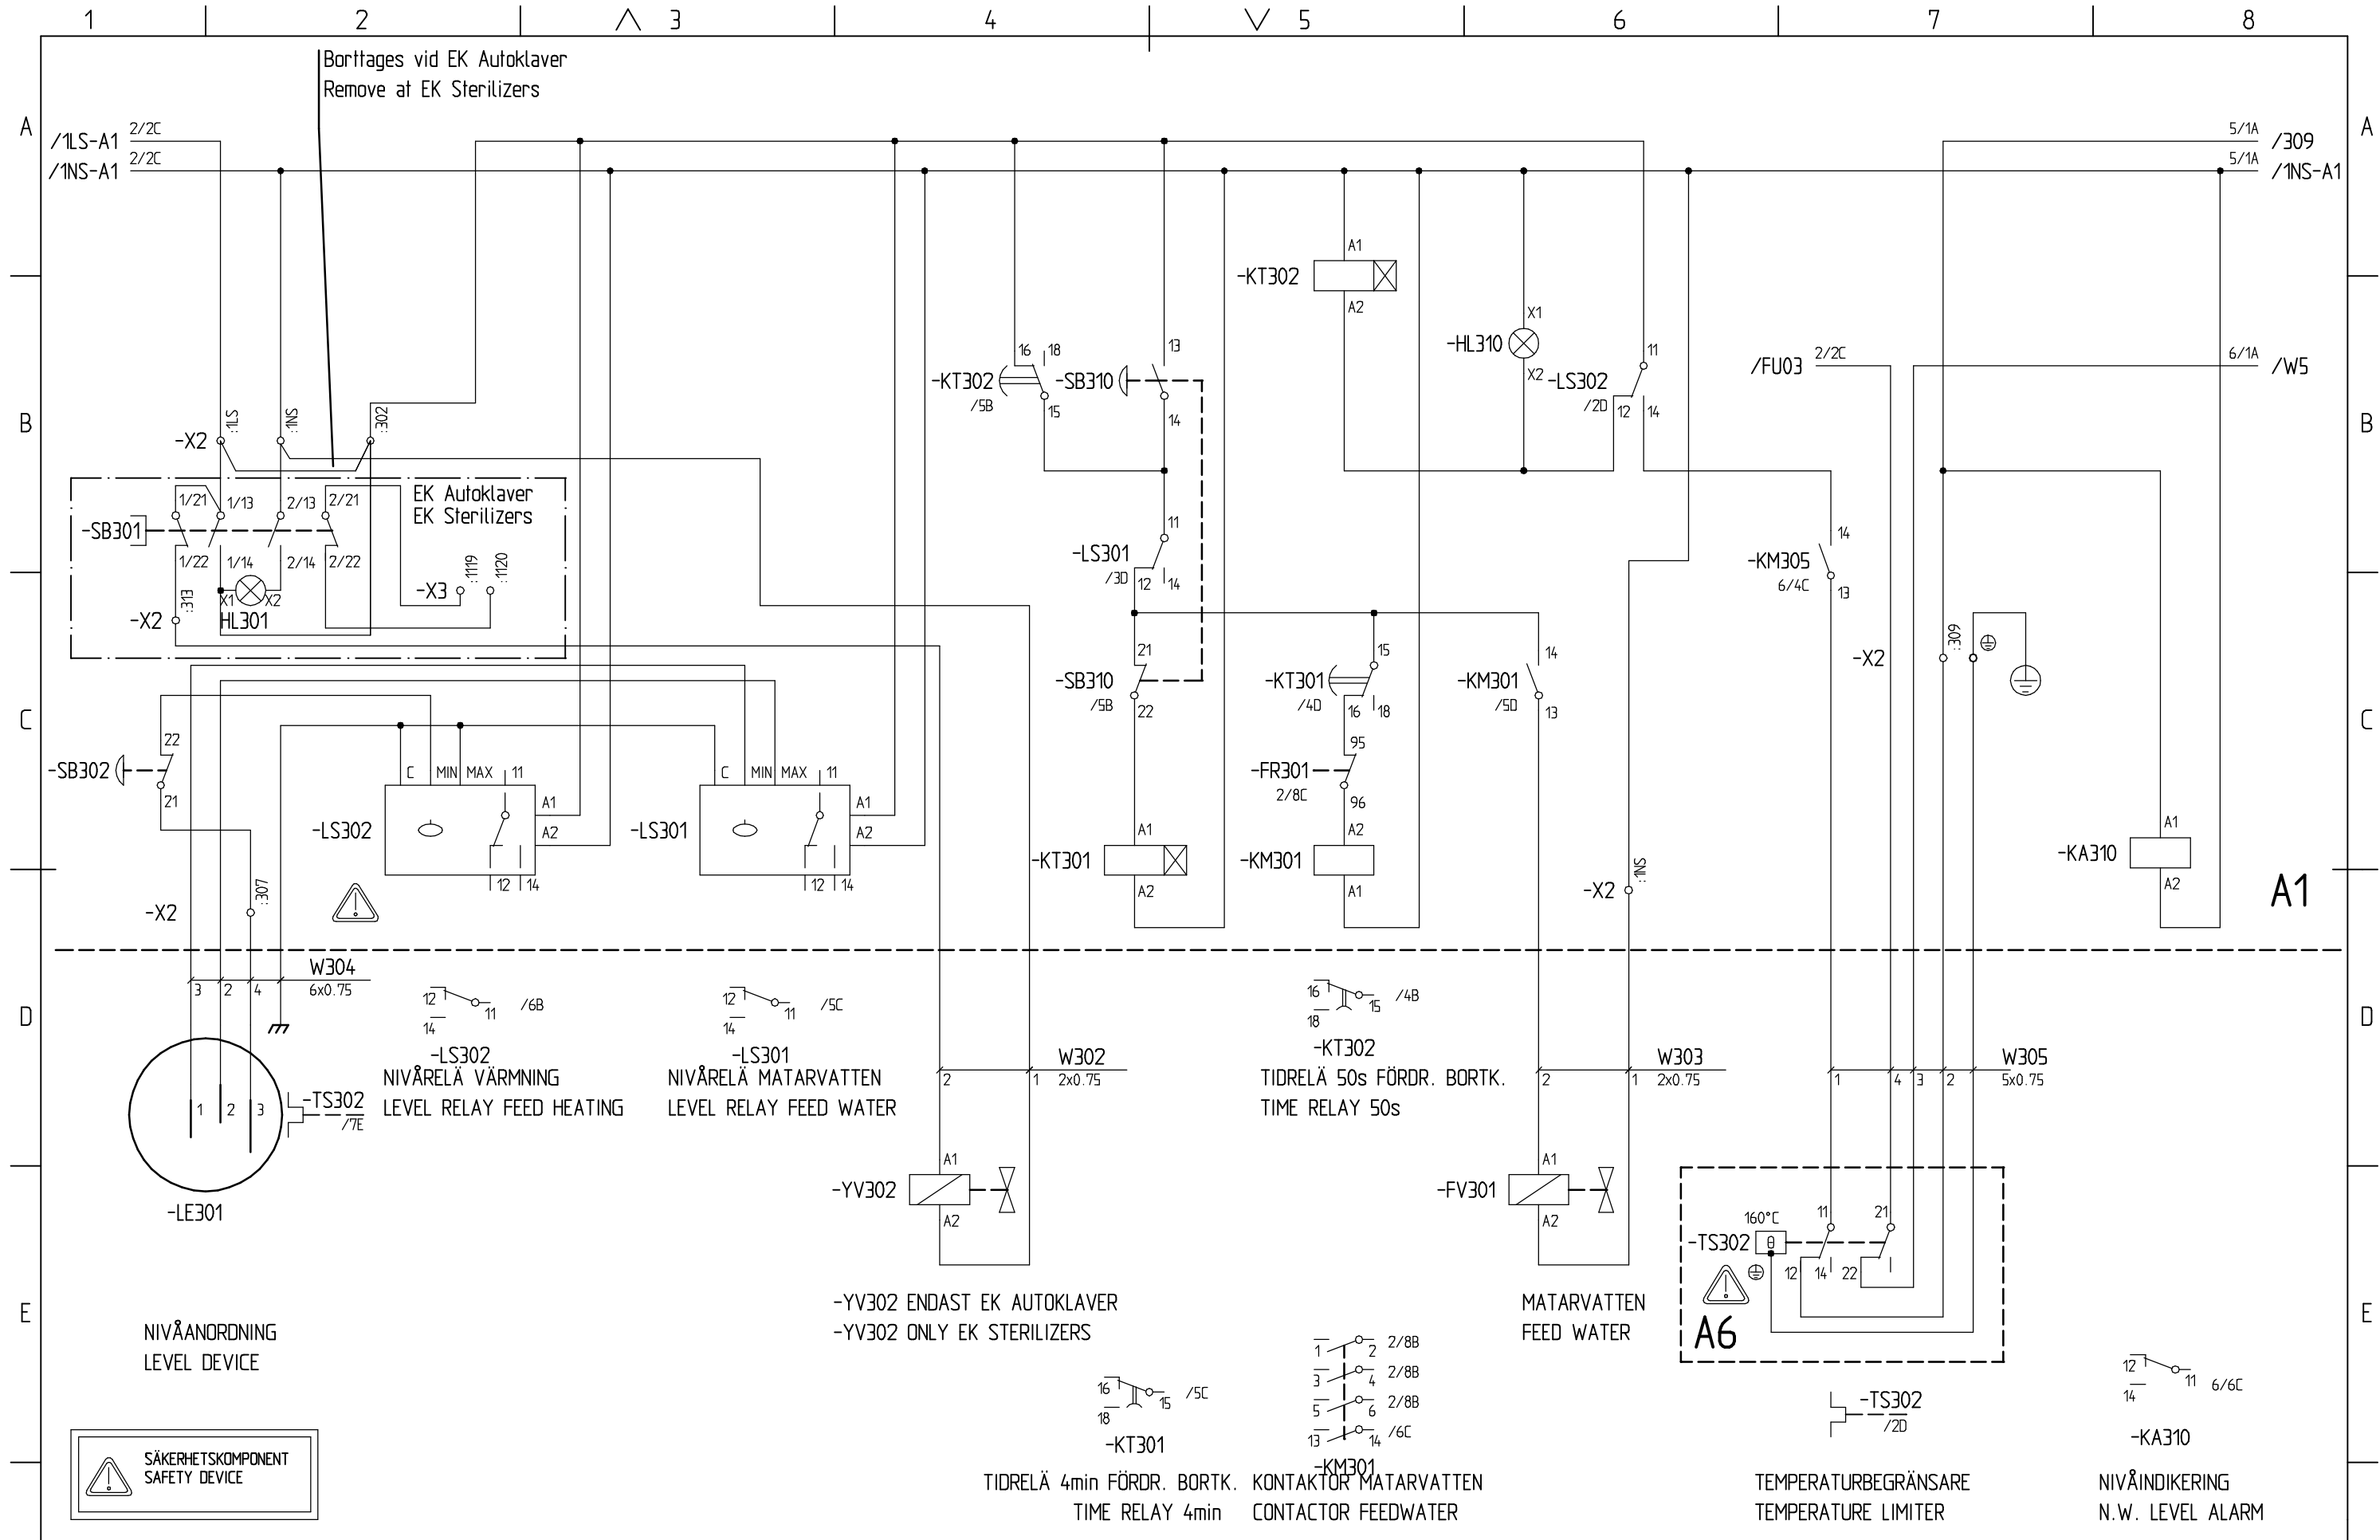 1 2 3 4 5 6 7 8
Borttages vid EK Autoklaver
Remove at EK Sterilizers
A A
/1LS-A1 2/2C
/1NS-A1 2/2C
5/1A /309
5/1A /1NS-A1
A1
-KT302
A2
X1
-HL310
X2
11
-LS302
/2D
12 14
16 18
-KT302
/5B
15
13
-SB310
14
/FU03 2/2C
6/1A /W5
B B
-X2 :1LS :1NS :302
EK Autoklaver
EK Sterilizers
1/21 1/13 2/13 2/21
-SB301
1/22 1/14 2/14 2/22
X1 X2
HL301
-X2 :313
-X3 :1119 :1120
11
-LS301
/3D
12 14
14
-KM305
6/4C
13
21
-SB310
/5B
22
15
-KT301
/4D
16 18
14
-KM301
/5D
13
-X2 :309
C C
22
-SB302
21
C MIN MAX 11
A1
-LS302
A2
12 14
C MIN MAX 11
A1
-LS301
A2
12 14
95
-FR301
2/8C
96
A1
-KT301
A2
A2
-KM301
A1
-X2 :1NS
A1
-KA310
A2
A1
-X2 :307
D D
W304
3 2 4 6x0.75
12
11 /6B
14
-LS302
NIVÅRELÄ VÄRMNING
LEVEL RELAY FEED HEATING
12
11 /5C
14
-LS301
NIVÅRELÄ MATARVATTEN
LEVEL RELAY FEED WATER
W302
2 1 2x0.75
16
15 /4B
18
-KT302
TIDRELÄ 50s FÖRDR. BORTK.
TIME RELAY 50s
W303
2 1 2x0.75
W305
1 4 3 2 5x0.75
1 2 3
-TS302
/7E
-LE301
A1
-YV302
A2
A1
-FV301
A2
160°C
11 21
-TS302 θ
12 14 22
A6
E E
NIVÅANORDNING
LEVEL DEVICE
-YV302 ENDAST EK AUTOKLAVER
-YV302 ONLY EK STERILIZERS
MATARVATTEN
FEED WATER
16
15 /5C
18
-KT301
TIDRELÄ 4min FÖRDR. BORTK.
TIME RELAY 4min
1 2 2/8B
3 4 2/8B
5 6 2/8B
13 14 /6C
-KM301
KONTAKTOR MATARVATTEN
CONTACTOR FEEDWATER
-TS302
/2D
TEMPERATURBEGRÄNSARE
TEMPERATURE LIMITER
12
11 6/6C
14
-KA310
NIVÅINDIKERING
N.W. LEVEL ALARM
SÄKERHETSKOMPONENT
SAFETY DEVICE